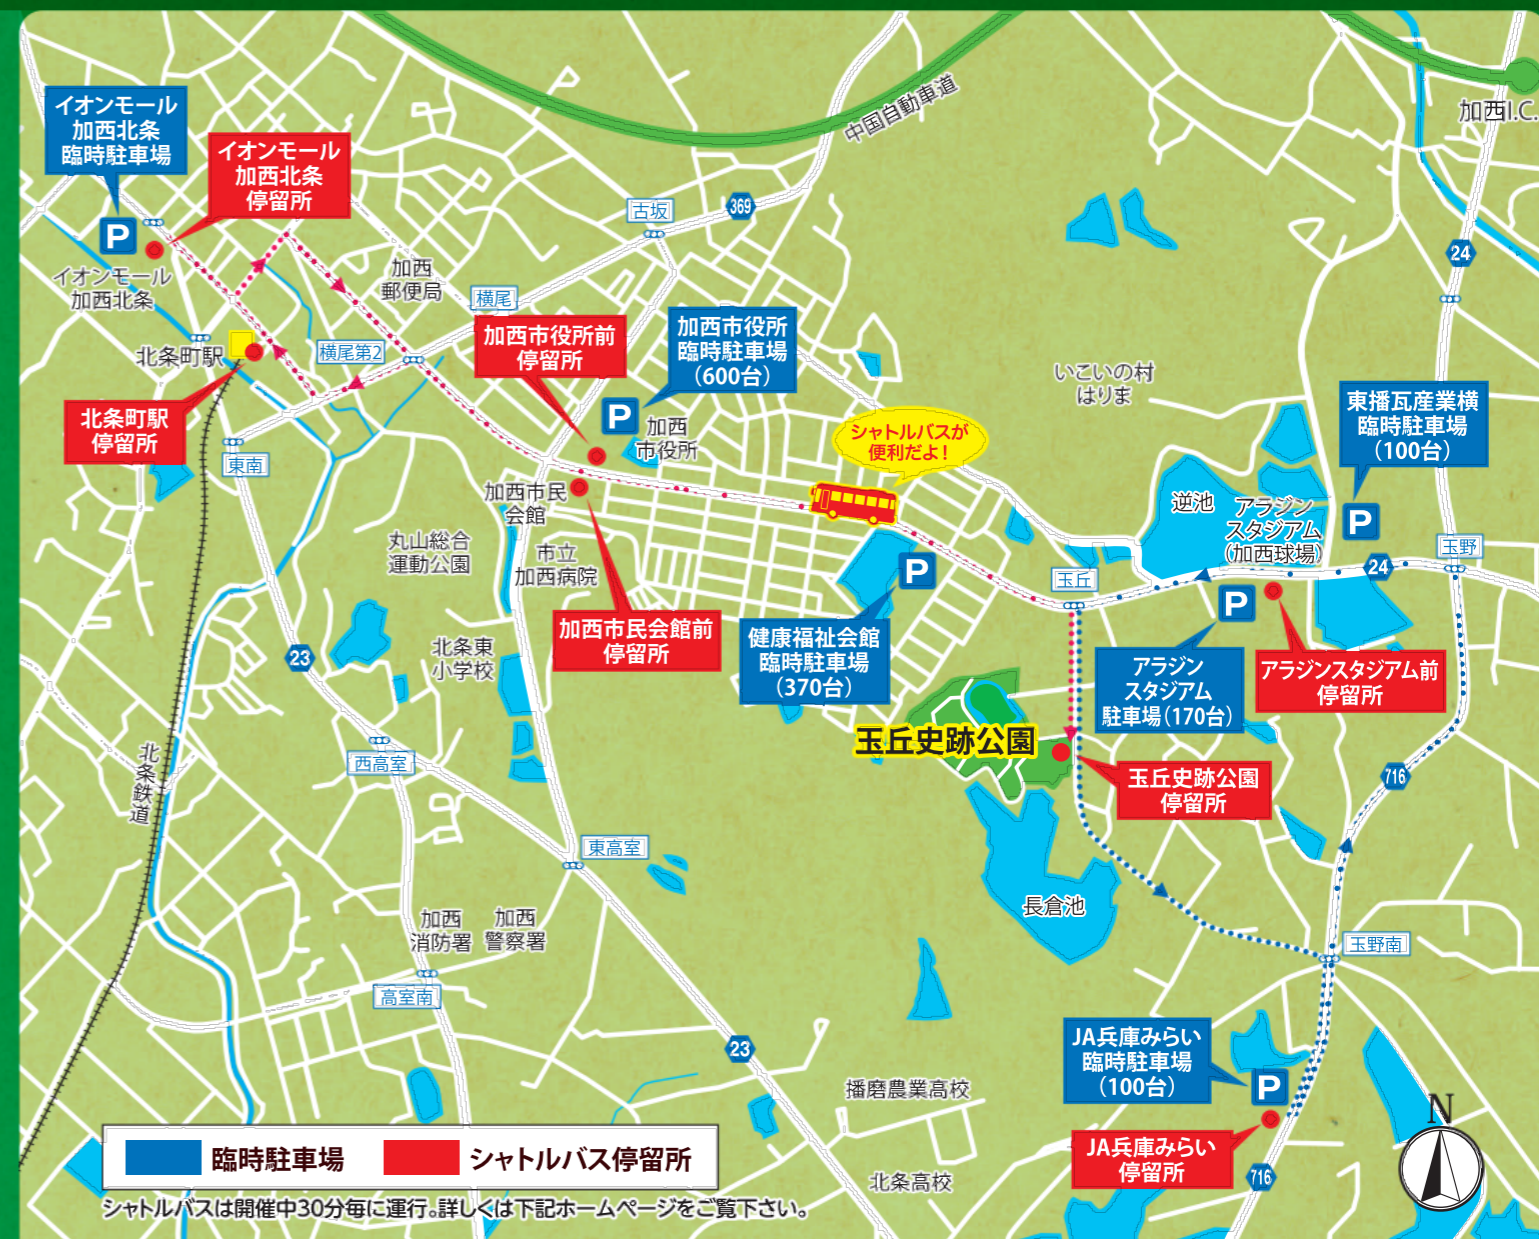 中国自動車道
加西I.C.
イオンモール
加西北条
臨時駐車場
イオンモール
加西北条
停留所
P
イオンモール
加西北条
古坂
369
24
加西
郵便局
横尾
横尾第2
北条町駅
北条町駅
停留所
加西市役所前
停留所
加西市役所
臨時駐車場
(600台)
P
加西
市役所
いこいの村
はりま
東播瓦産業横
臨時駐車場
(100台)
P
シャトルバスが
便利だよ!
東南
加西市民
会館
丸山総合
運動公園
市立
加西病院
逆池
アラジン
スタジアム
(加西球場)
玉野
24
玉丘
P
P
加西市民会館前
停留所
健康福祉会館
臨時駐車場
(370台)
アラジン
スタジアム
駐車場(170台)
アラジンスタジアム前
停留所
23
北条東
小学校
玉丘史跡公園
玉丘史跡公園
停留所
716
西高室
北条鉄道
東高室
長倉池
加西
消防署
加西
警察署
玉野南
高室南
23
JA兵庫みらい
臨時駐車場
(100台)
P
播磨農業高校
JA兵庫みらい
停留所
北条高校
716
N
臨時駐車場
シャトルバス停留所
シャトルバスは開催中30分毎に運行。詳しくは下記ホームページをご覧下さい。